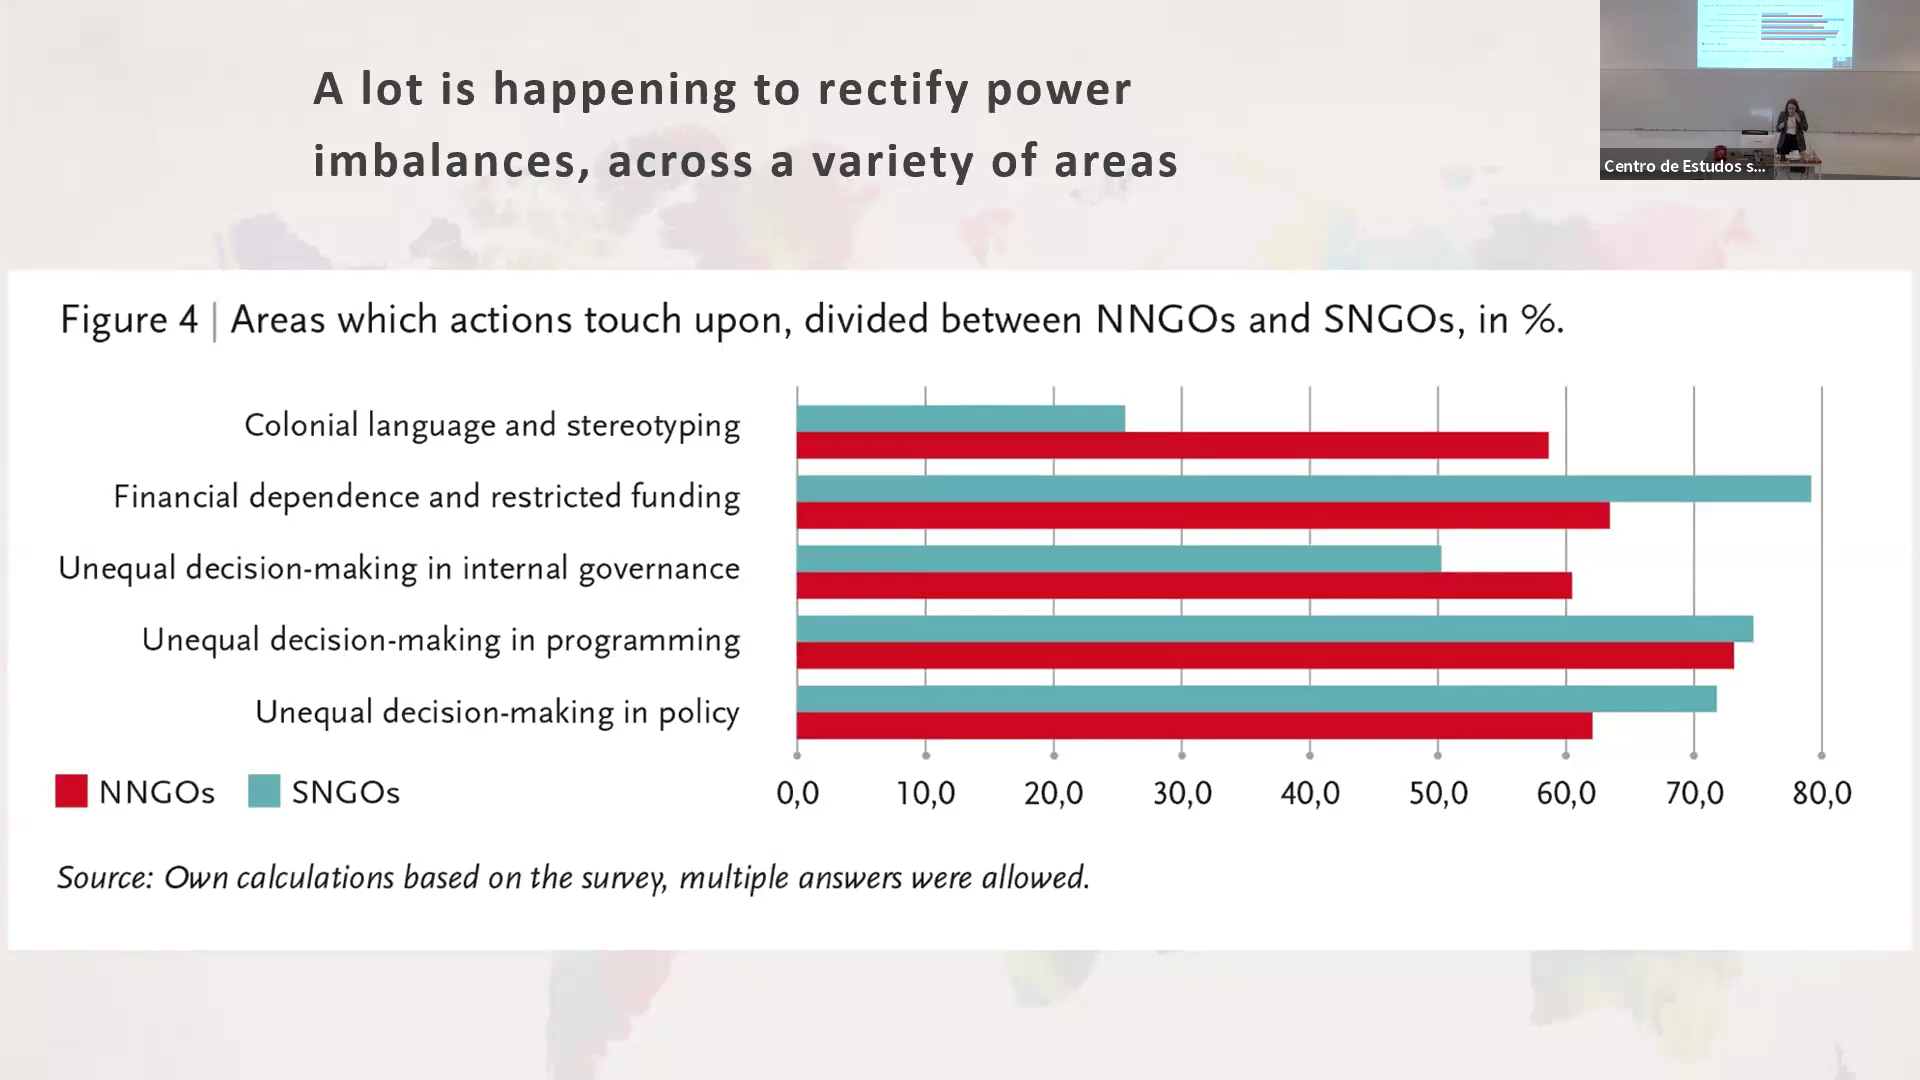 A lot is happening to rectify power
imbalances, across a variety of areas
Centro de Estudos s...
Figure 4 | Areas which actions touch upon, divided between NNGOs and SNGOs, in %.
Colonial language and stereotyping
Financial dependence and restricted funding
Unequal decision-making in internal governance
Unequal decision-making in programming
Unequal decision-making in policy
NNGOs SNGOs
0,0 10,0 20,0 30,0 40,0 50,0 60,0 70,0 80,0
Source: Own calculations based on the survey, multiple answers were allowed.